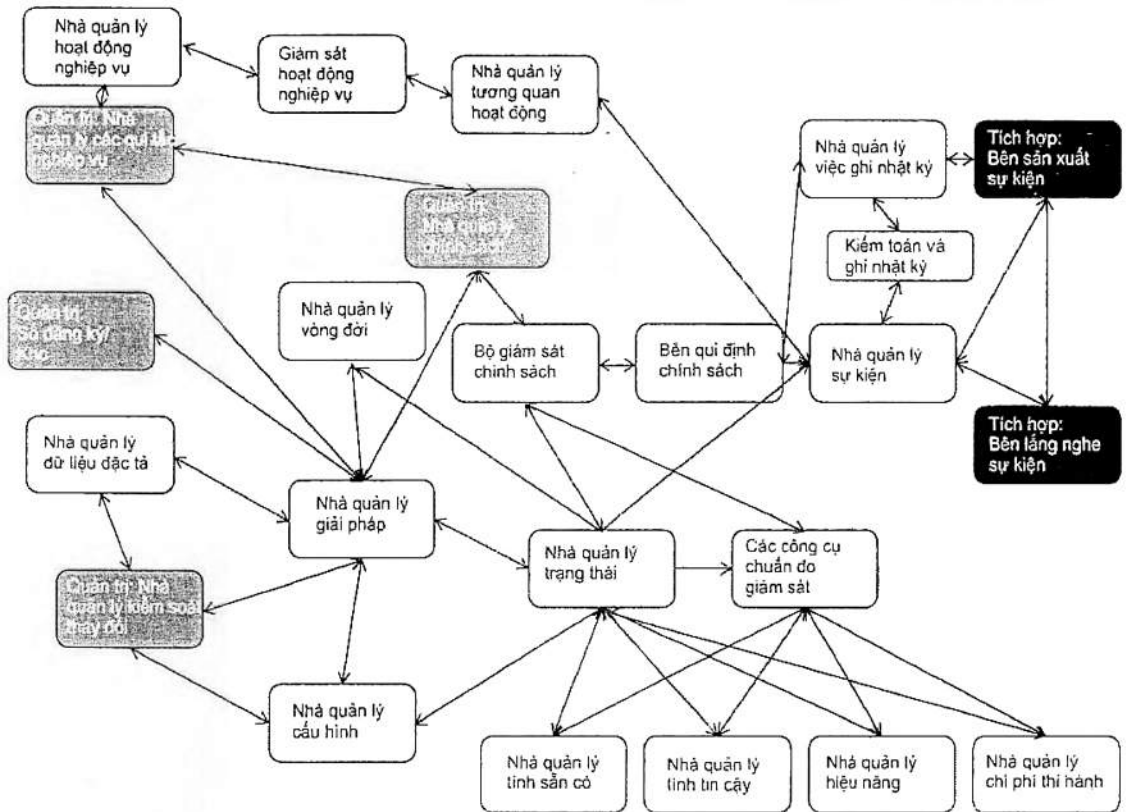 Nhà quản lý
hoạt động
nghiệp vụ
Giám sát
hoạt động
nghiệp vụ
Nhà quản lý
tương quan
hoạt động
Quản trị: Nhà
quản lý các qui tắc
nghiệp vụ
Nhà quản lý
việc ghi nhật ký
Tích hợp:
Bên sản xuất
sự kiện
Quản trị:
Nhà quản lý
chính sách
Kiểm toán và
ghi nhật ký
Quản trị:
Sổ đăng ký/
Kho
Nhà quản lý
vòng đời
Bộ giám sát
chính sách
Bên qui định
chính sách
Nhà quản lý
sự kiện
Tích hợp:
Bên lắng nghe
sự kiện
Nhà quản lý
dữ liệu đặc tả
Nhà quản lý
giải pháp
Nhà quản lý
trạng thái
Các công cụ
chuẩn đo
giám sát
Quản trị: Nhà
quản lý kiểm soát
thay đổi
Nhà quản lý
cấu hình
Nhà quản lý
tính sẵn có
Nhà quản lý
tính tin cậy
Nhà quản lý
hiệu năng
Nhà quản lý
chi phí thi hành